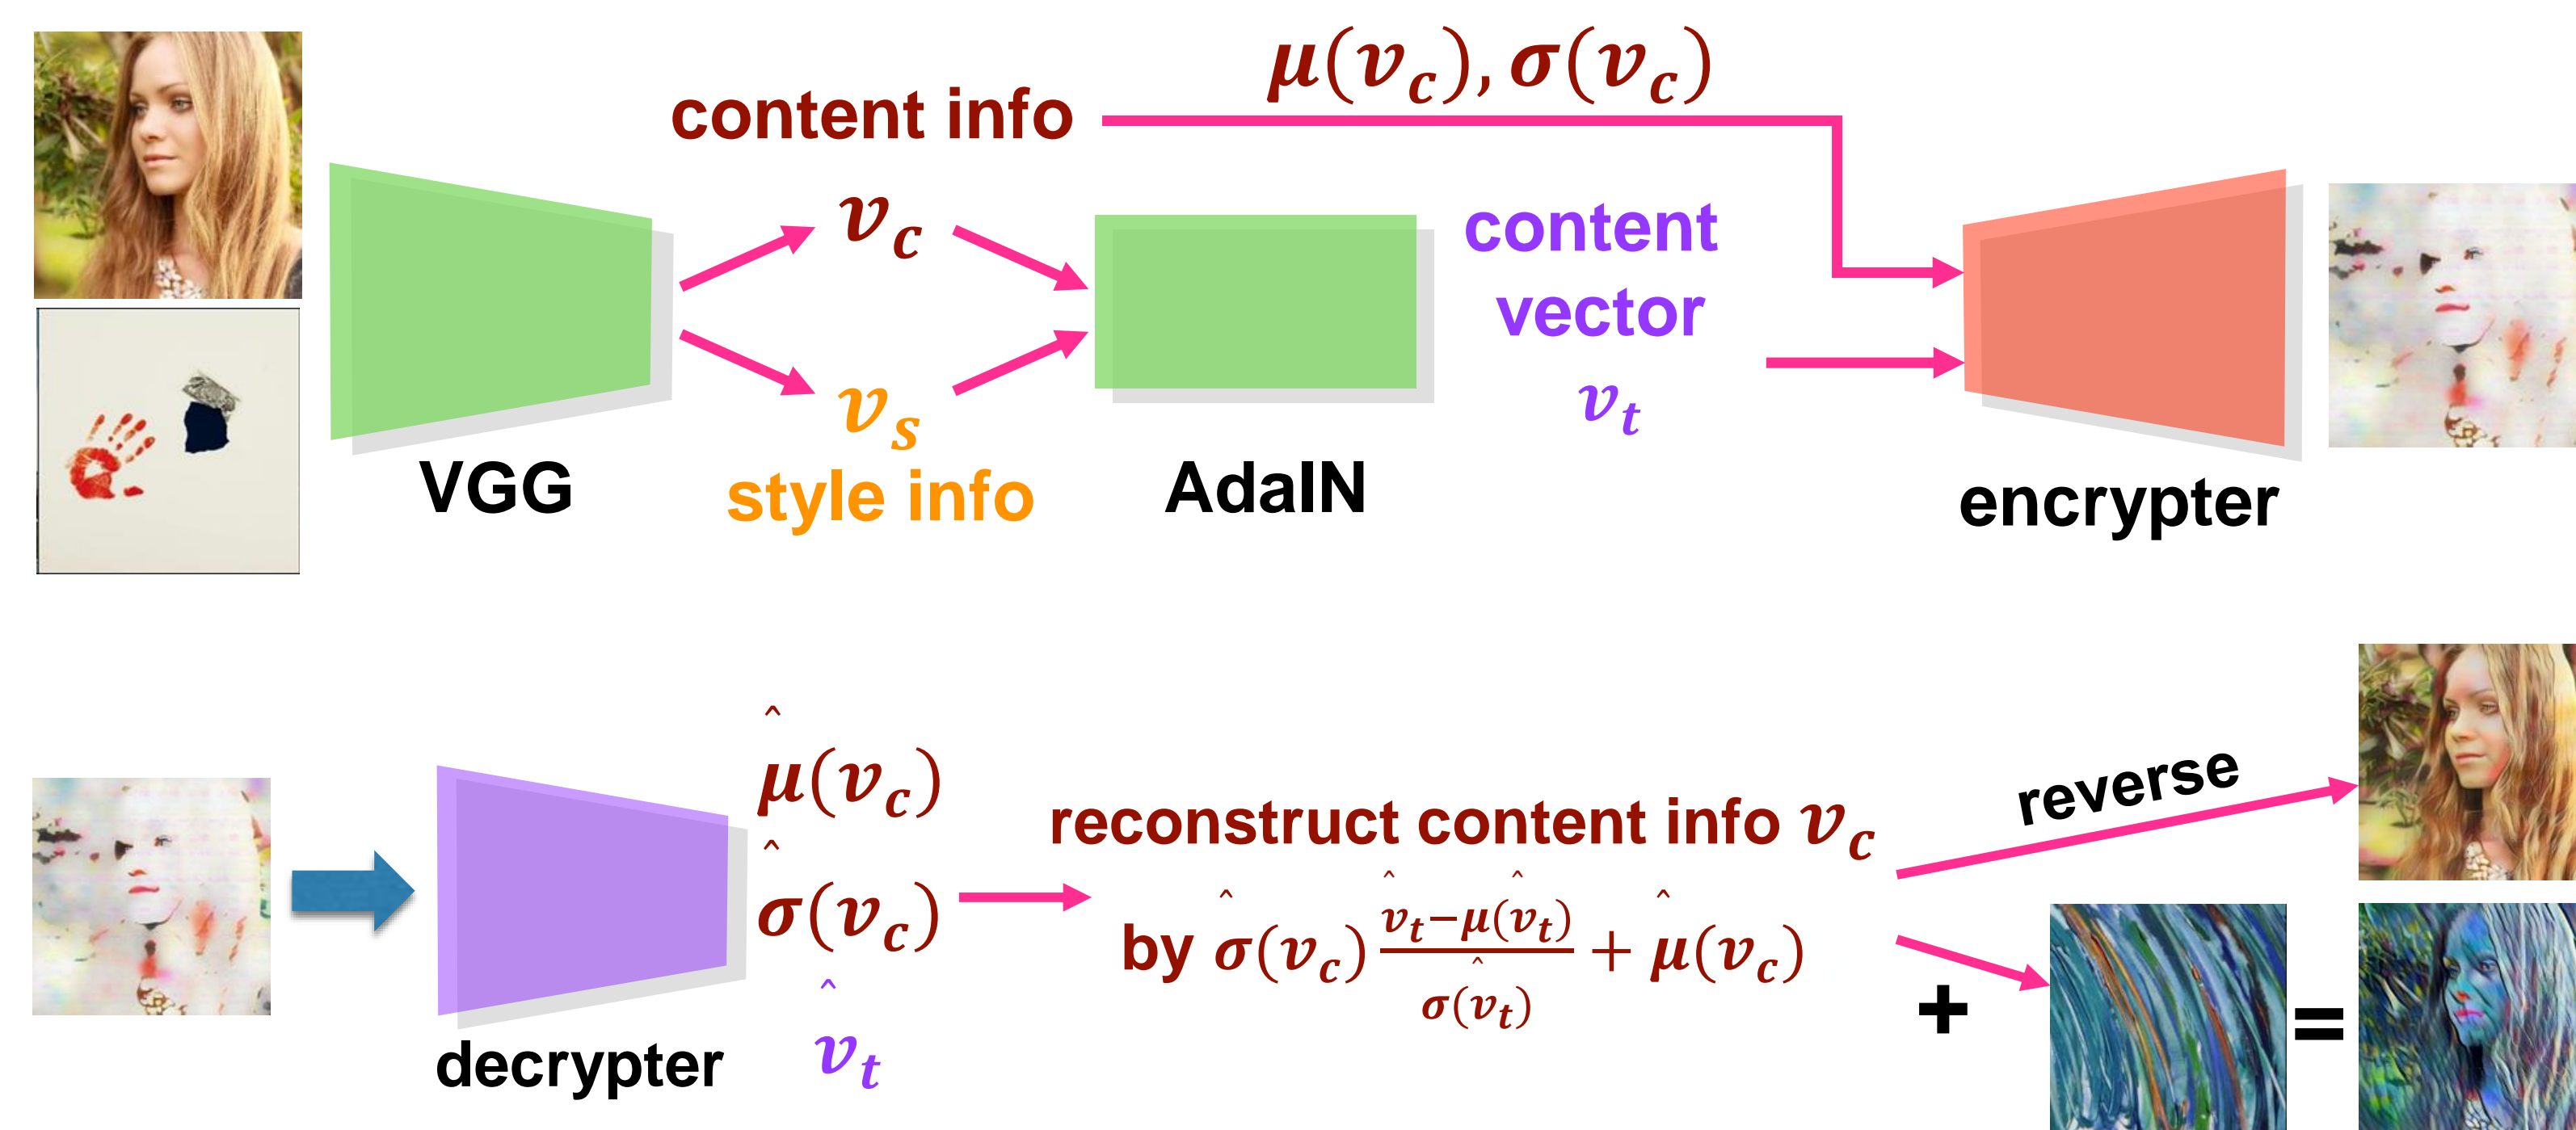 μ(v_c), σ(v_c)
content info
v_c
content
vector
v_t
v_s
style info
VGG
AdaIN
encrypter
μ̂(v_c)
σ̂(v_c)
v̂_t
decrypter
reconstruct content info v_c
by σ̂(v_c) (v̂_t−μ(v̂_t))/σ(v̂_t) + μ̂(v_c)
reverse
+
=